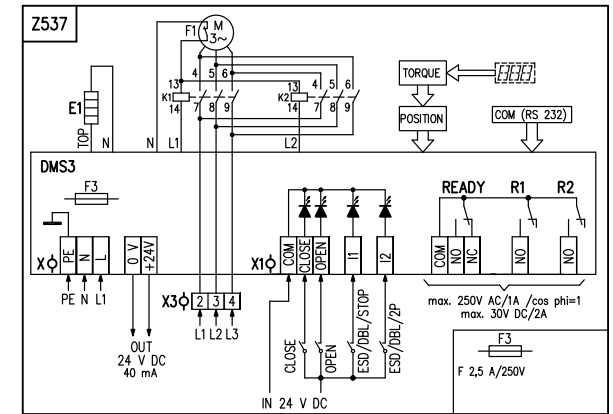 Z537
F1
M
3~
4 5 6
4 5 6
13
K1
14
7 8 9
13
K2
14
7 8 9
TORQUE
POSITION
COM (RS 232)
E1
TOP
N
N
L1
L2
DMS3
F3
READY R1 R2
X
PE
N
L
0 V
+24V
X1
COM
CLOSE
OPEN
I1
I2
COM
NO
NC
NO
NO
PE N L1
X3
2 3 4
L1 L2 L3
max. 250V AC/1A /cos phi=1
max. 30V DC/2A
OUT
24 V DC
40 mA
CLOSE
OPEN
ESD/DBL/STOP
ESD/DBL/2P
IN 24 V DC
F3
F 2,5 A/250V